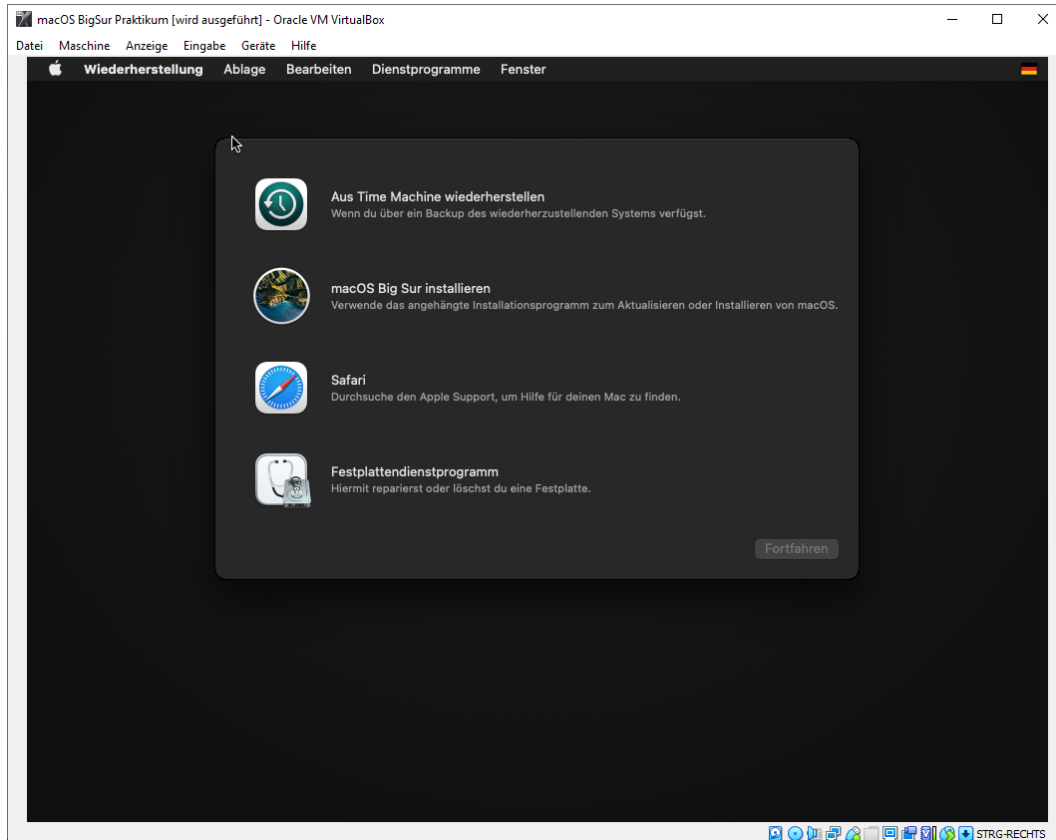 macOS BigSur Praktikum [wird ausgeführt] - Oracle VM VirtualBox
Datei Maschine Anzeige Eingabe Geräte Hilfe
Wiederherstellung Ablage Bearbeiten Dienstprogramme Fenster
Aus Time Machine wiederherstellen
Wenn du über ein Backup des wiederherzustellenden Systems verfügst.
macOS Big Sur installieren
Verwende das angehängte Installationsprogramm zum Aktualisieren oder Installieren von macOS.
Safari
Durchsuche den Apple Support, um Hilfe für deinen Mac zu finden.
Festplattendienstprogramm
Hiermit reparierst oder löschst du eine Festplatte.
Fortfahren
STRG-RECHTS